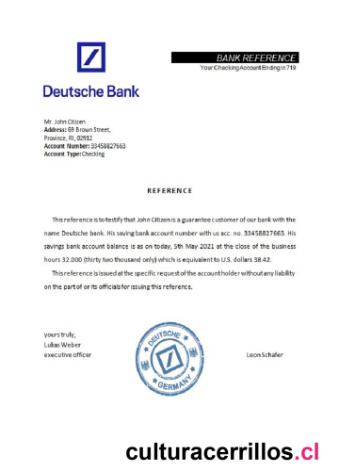 BANK REFERENCE
Your Checking Account Ending in 719
Deutsche Bank
Mr. John Citizen
Address: 69 Brown Street,
Province, RI, 02912
Account Number: 33458827663
Account Type: Checking
REFERENCE
This reference is to testify that John Citizen is a guarantee customer of our bank with the
name Deutsche bank. His saving bank account number with us acc. no. 33458827663. His
savings bank account balance is as on today, 5th May 2021 at the close of the business
hours 32.000 (thirty two thousand only) which is equivalent to U.S. dollars 38.42.
This reference is issued at the specific request of the account holder without any liability
on the part of or its officials for issuing this reference.
yours truly,
Lukas Weber
executive officer
DEUTSCHE BANK
GERMANY
Leon Schafer
culturacerrillos.cl